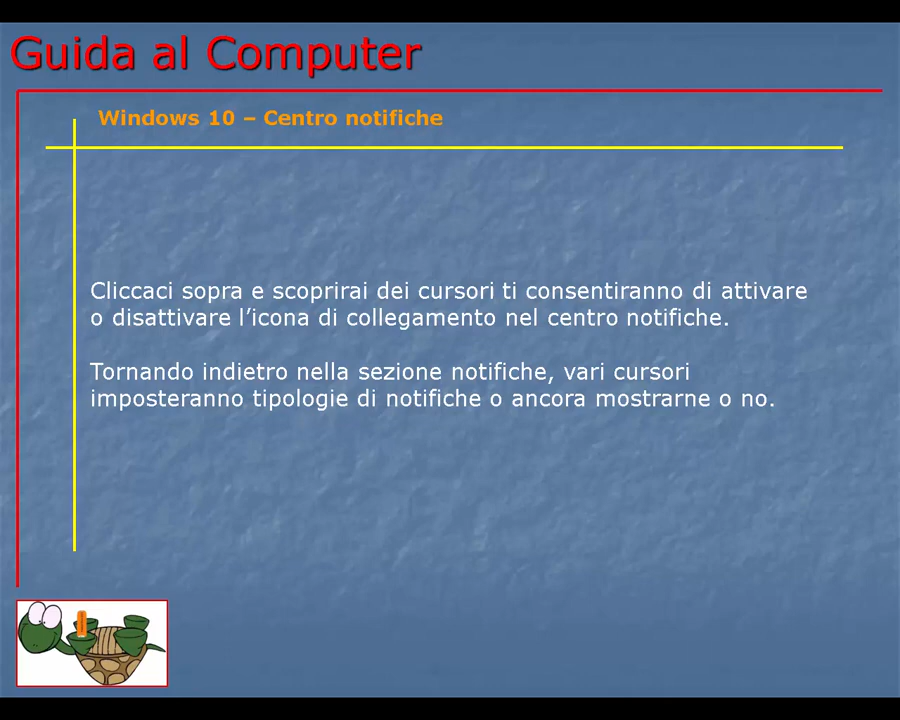 Guida al Computer
Windows 10 – Centro notifiche
Cliccaci sopra e scoprirai dei cursori ti consentiranno di attivare
o disattivare l’icona di collegamento nel centro notifiche.
Tornando indietro nella sezione notifiche, vari cursori
imposteranno tipologie di notifiche o ancora mostrarne o no.